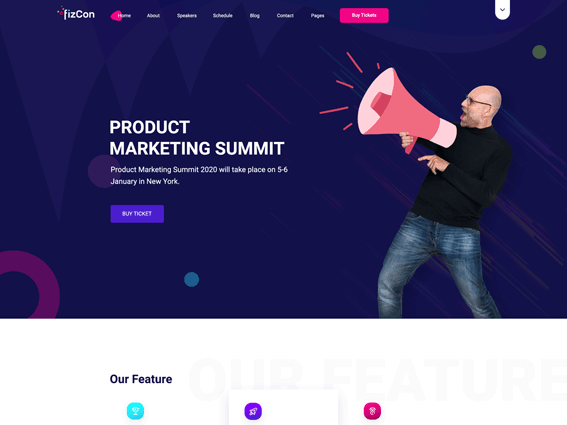 fizCon
Home About Speakers Schedule Blog Contact Pages Buy Tickets
PRODUCT
MARKETING SUMMIT
Product Marketing Summit 2020 will take place on 5-6
January in New York.
BUY TICKET
OUR FEATURE
Our Feature